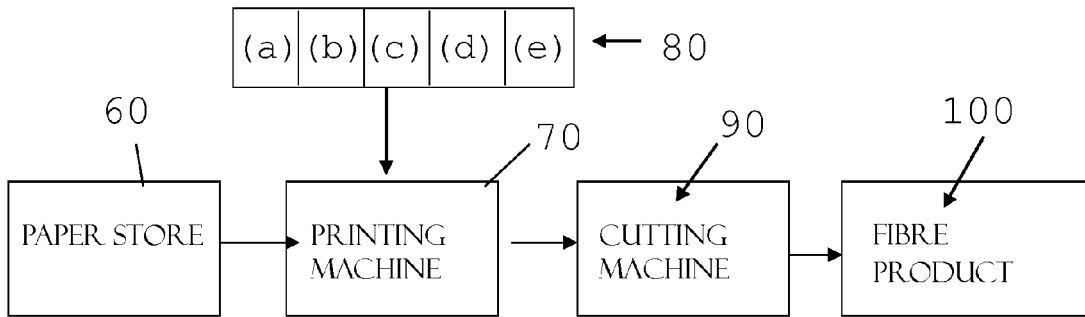 (a) (b) (c) (d) (e) 80
60 70 90 100
PAPER STORE
PRINTING
MACHINE
CUTTING
MACHINE
FIBRE
PRODUCT